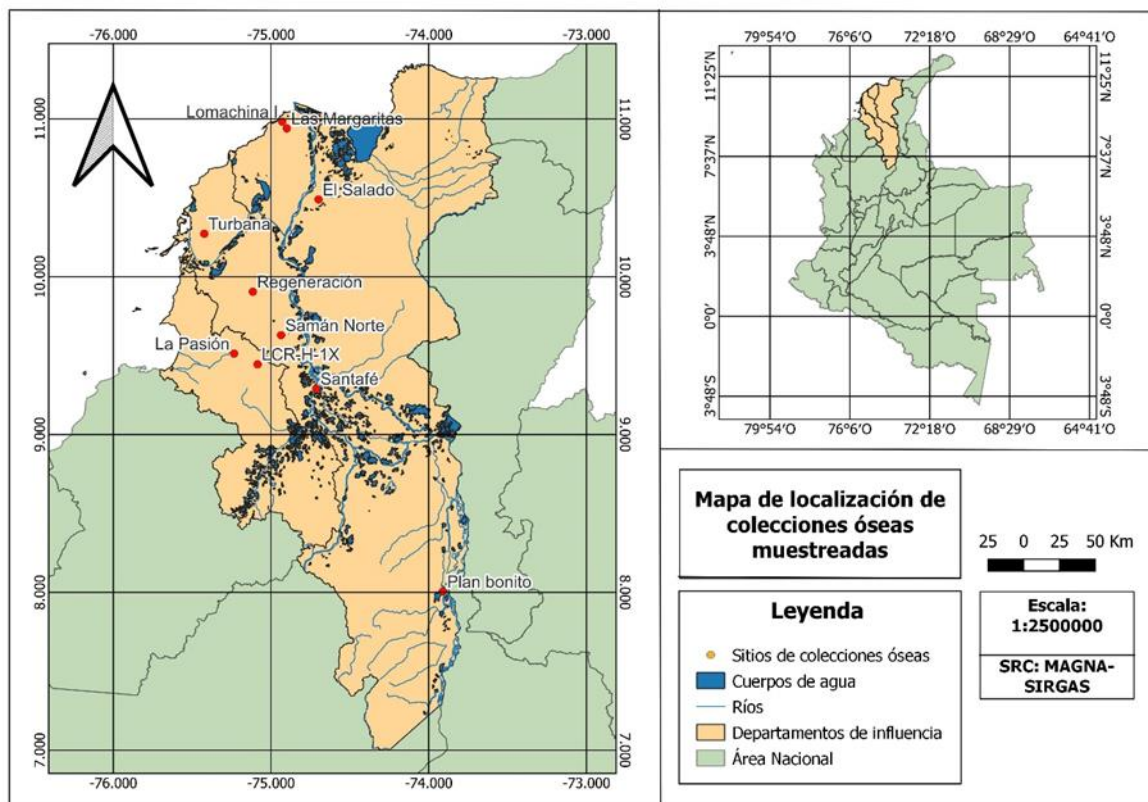 -76.000 -75.000 -74.000 -73.000
11.000 11.000
10.000 10.000
9.000 9.000
8.000 8.000
7.000 7.000
Lomachina I
Las Margaritas
El Salado
Turbana
Regeneración
Samán Norte
La Pasión
LCR-H-1X
Santafé
Plan bonito
-76.000 -75.000 -74.000 -73.000
79°54'O 76°6'O 72°18'O 68°29'O 64°41'O
11°25'N 11°25'N
7°37'N 7°37'N
3°48'N 3°48'N
0°0' 0°0'
3°48'S 3°48'S
79°54'O 76°6'O 72°18'O 68°29'O 64°41'O
Mapa de localización de
colecciones óseas
muestreadas
25 0 25 50 Km
Leyenda
Sitios de colecciones óseas
Cuerpos de agua
Ríos
Departamentos de influencia
Área Nacional
Escala:
1:2500000
SRC: MAGNA-
SIRGAS